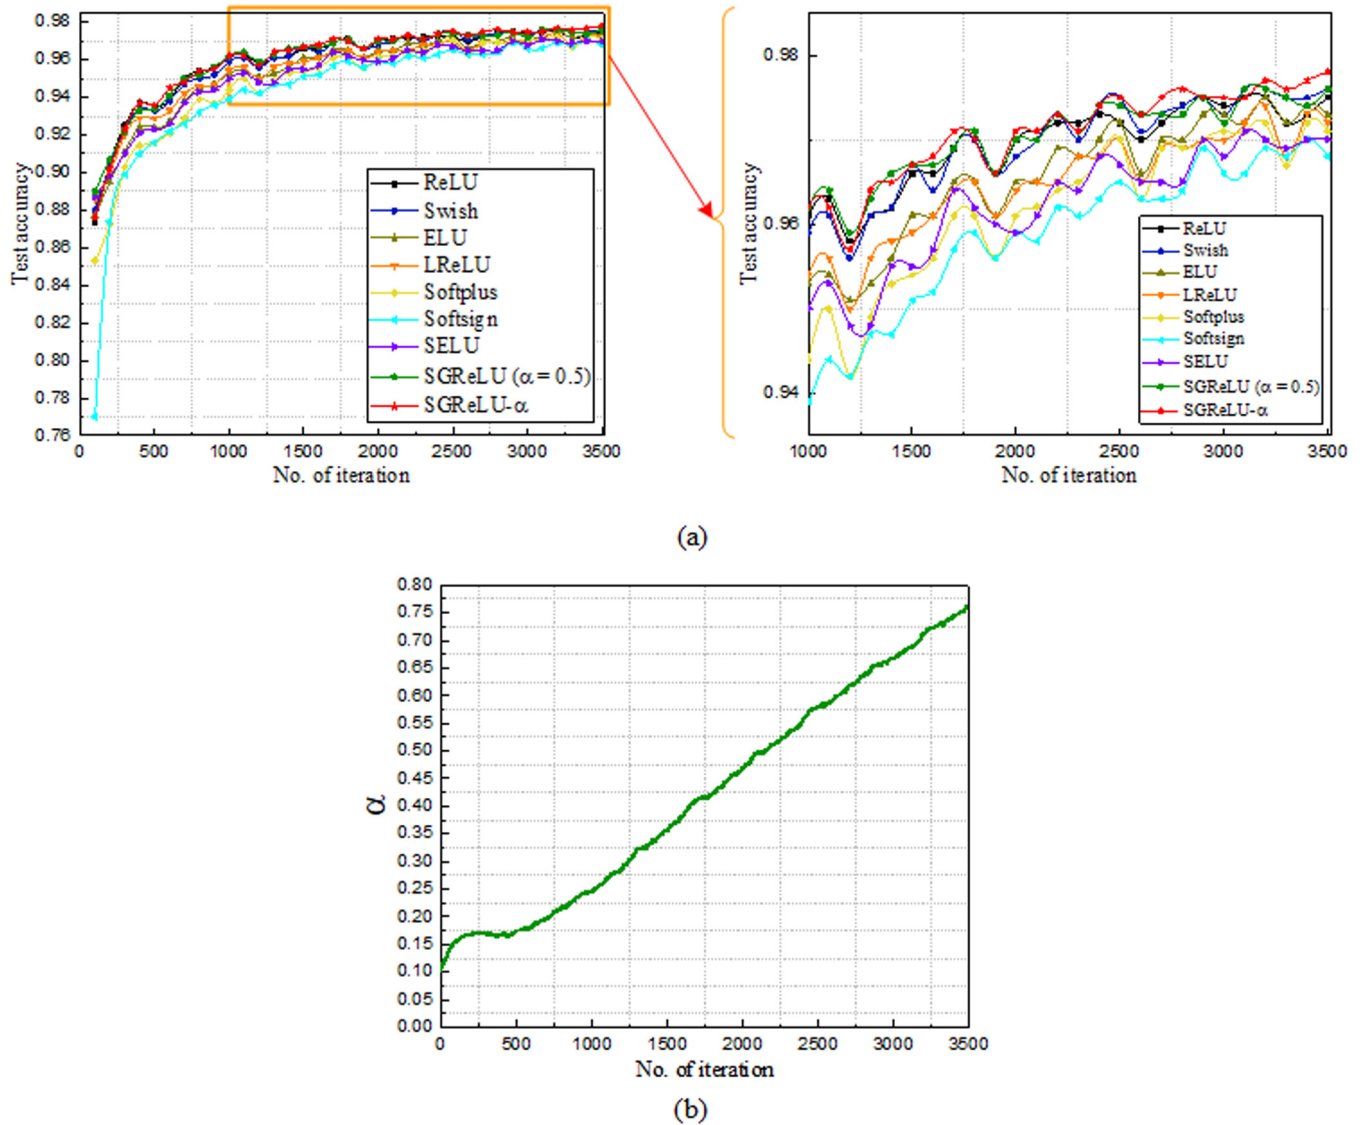 0.98
0.96
0.94
0.92
0.90
0.88
0.86
0.84
0.82
0.80
0.78
0.76
Test accuracy
ReLU
Swish
ELU
LReLU
Softplus
Softsign
SELU
SGReLU (α = 0.5)
SGReLU-α
0 500 1000 1500 2000 2500 3000 3500
No. of iteration
0.98
0.96
0.94
Test accuracy
ReLU
Swish
ELU
LReLU
Softplus
Softsign
SELU
SGReLU (α = 0.5)
SGReLU-α
1000 1500 2000 2500 3000 3500
No. of iteration
(a)
0.80
0.75
0.70
0.65
0.60
0.55
0.50
0.45
0.40
0.35
0.30
0.25
0.20
0.15
0.10
0.05
0.00
α
0 500 1000 1500 2000 2500 3000 3500
No. of iteration
(b)